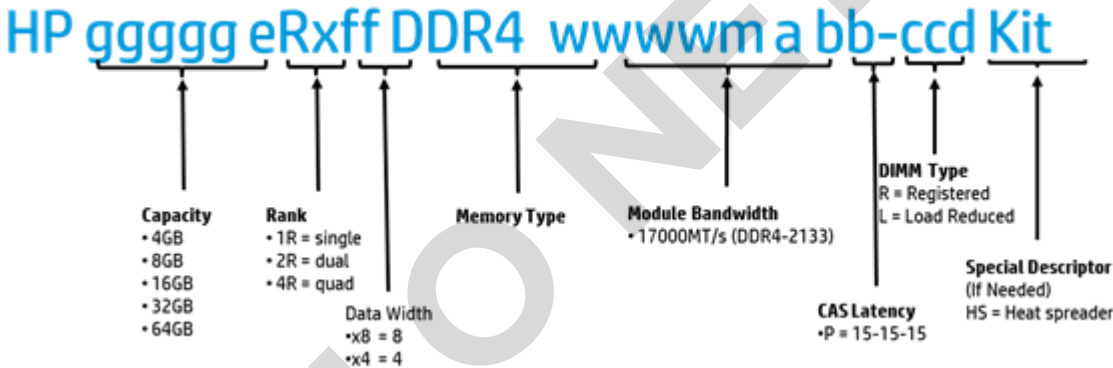 HP ggggg eRxff DDR4 wwwwm a bb-ccd Kit
Capacity
• 4GB
• 8GB
• 16GB
• 32GB
• 64GB
Rank
• 1R = single
• 2R = dual
• 4R = quad
Data Width
•x8 = 8
•x4 = 4
Memory Type
Module Bandwidth
• 17000MT/s (DDR4-2133)
CAS Latency
•P = 15-15-15
DIMM Type
R = Registered
L = Load Reduced
Special Descriptor
(If Needed)
HS = Heat spreader